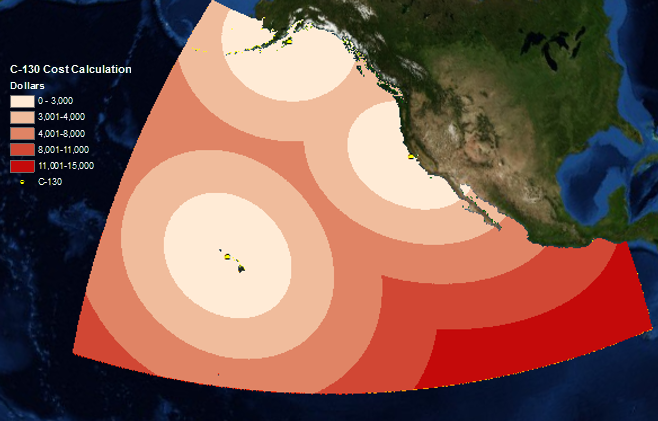 C-130 Cost Calculation
Dollars
0 - 3,000
3,001-4,000
4,001-8,000
8,001-11,000
11,001-15,000
C-130